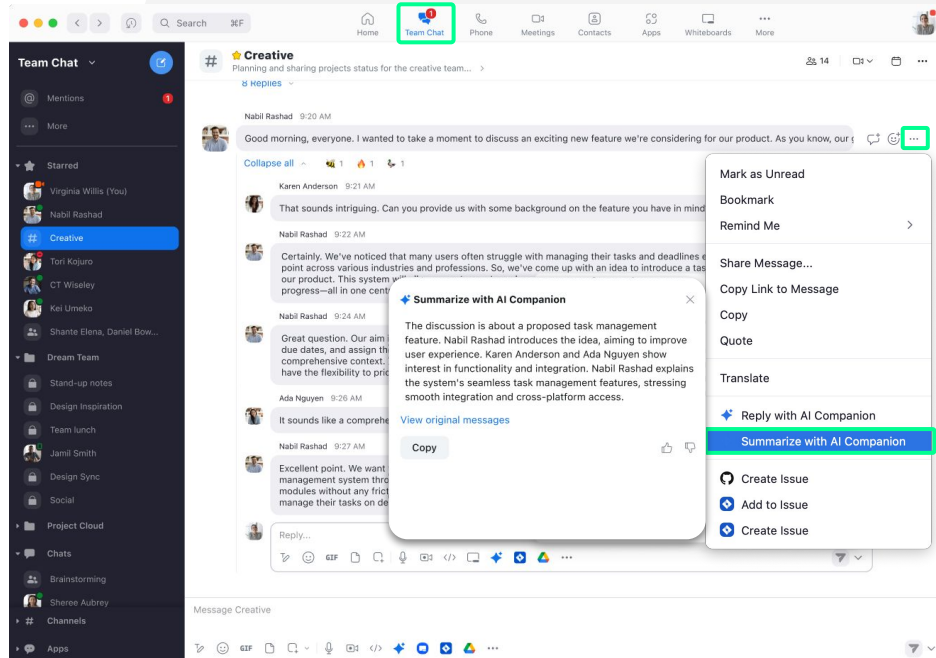 Search ⌘F
Home
1
Team Chat
Phone
Meetings
Contacts
Apps
Whiteboards
More
Team Chat
Mentions
1
More
Starred
Virginia Willis (You)
Nabil Rashad
# Creative
Tori Kojuro
CT Wiseley
Kei Umeko
Shante Elena, Daniel Bow...
Dream Team
Stand-up notes
Design Inspiration
Team lunch
Jamil Smith
Design Sync
Social
Project Cloud
Chats
Brainstorming
Sheree Aubrey
# Channels
Apps
# Creative
Planning and sharing projects status for the creative team...
14
8 Replies
Nabil Rashad 9:20 AM
Good morning, everyone. I wanted to take a moment to discuss an exciting new feature we're considering for our product. As you know, our
Collapse all 1 1 1
Karen Anderson 9:21 AM
That sounds intriguing. Can you provide us with some background on the feature you have in mind
Nabil Rashad 9:22 AM
Certainly. We've noticed that many users often struggle with managing their tasks and deadlines e
point across various industries and professions. So, we've come up with an idea to introduce a tas
our product. This system
progress—all in one cent
Nabil Rashad 9:24 AM
Great question. Our aim i
due dates, and assign the
comprehensive context.
have the flexibility to pric
Ada Nguyen 9:26 AM
It sounds like a comprehe
Nabil Rashad 9:27 AM
Excellent point. We want
management system thro
modules without any frict
manage their tasks on de
Reply...
GIF
Message Creative
GIF
Summarize with AI Companion
The discussion is about a proposed task management
feature. Nabil Rashad introduces the idea, aiming to improve
user experience. Karen Anderson and Ada Nguyen show
interest in functionality and integration. Nabil Rashad explains
the system's seamless task management features, stressing
smooth integration and cross-platform access.
View original messages
Copy
Mark as Unread
Bookmark
Remind Me
Share Message...
Copy Link to Message
Copy
Quote
Translate
Reply with AI Companion
Summarize with AI Companion
Create Issue
Add to Issue
Create Issue